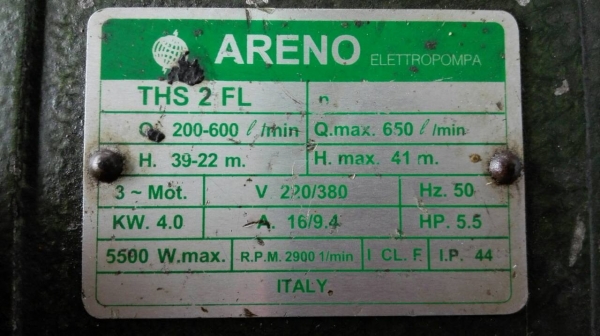 ARENO ELETTROPOMPA
THS 2 FL n
Q. 200-600 l/min Q.max. 650 l/min
H. 39-22 m. H. max. 41 m.
3 ~ Mot. V 220/380 Hz. 50
KW. 4.0 A. 16/9.4 HP. 5.5
5500 W.max. R.P.M. 2900 1/min I CL. F. I.P. 44
ITALY